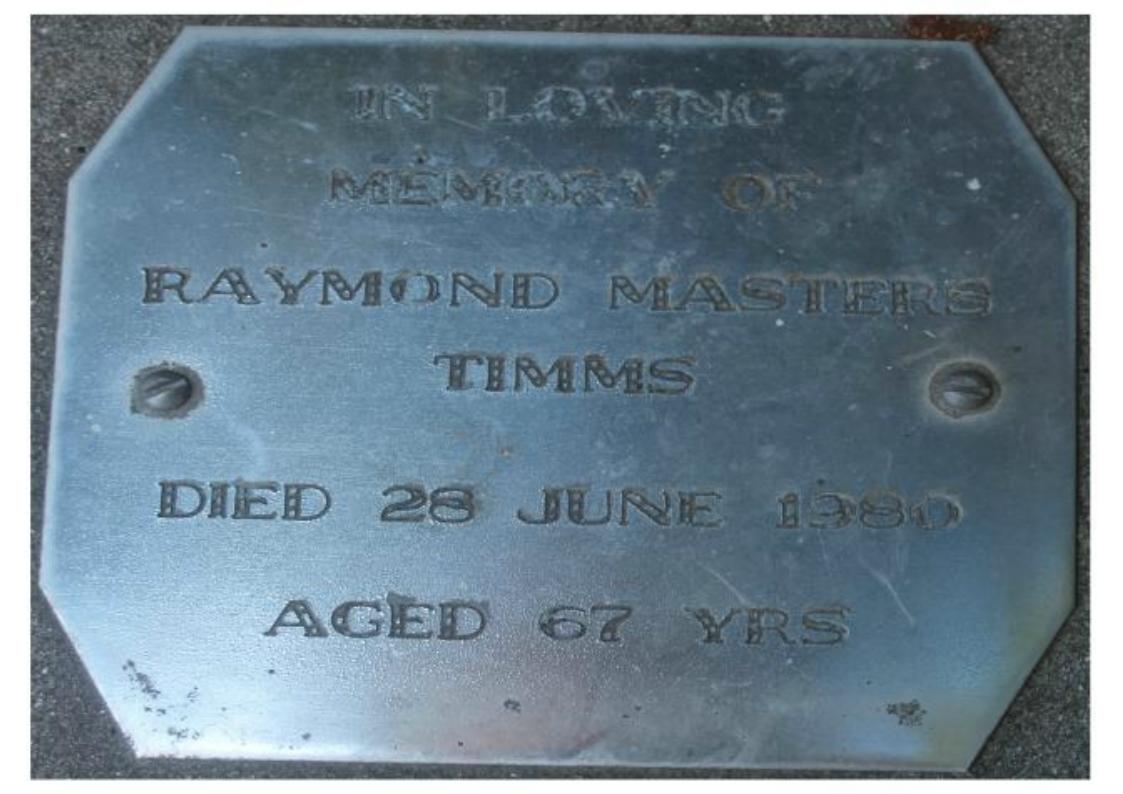 IN LOVING
MEMORY OF
RAYMOND MASTERS
TIMMS
DIED 28 JUNE 1980
AGED 67 YRS